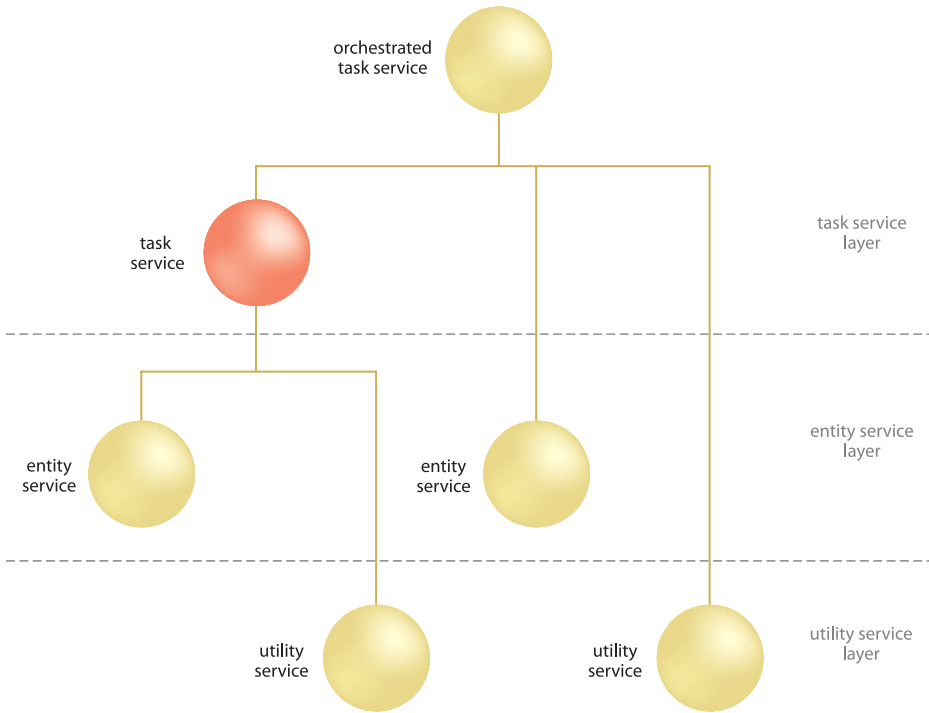 orchestrated
task service
task
service
task service
layer
entity
service
entity
service
entity service
layer
utility
service
utility
service
utility service
layer